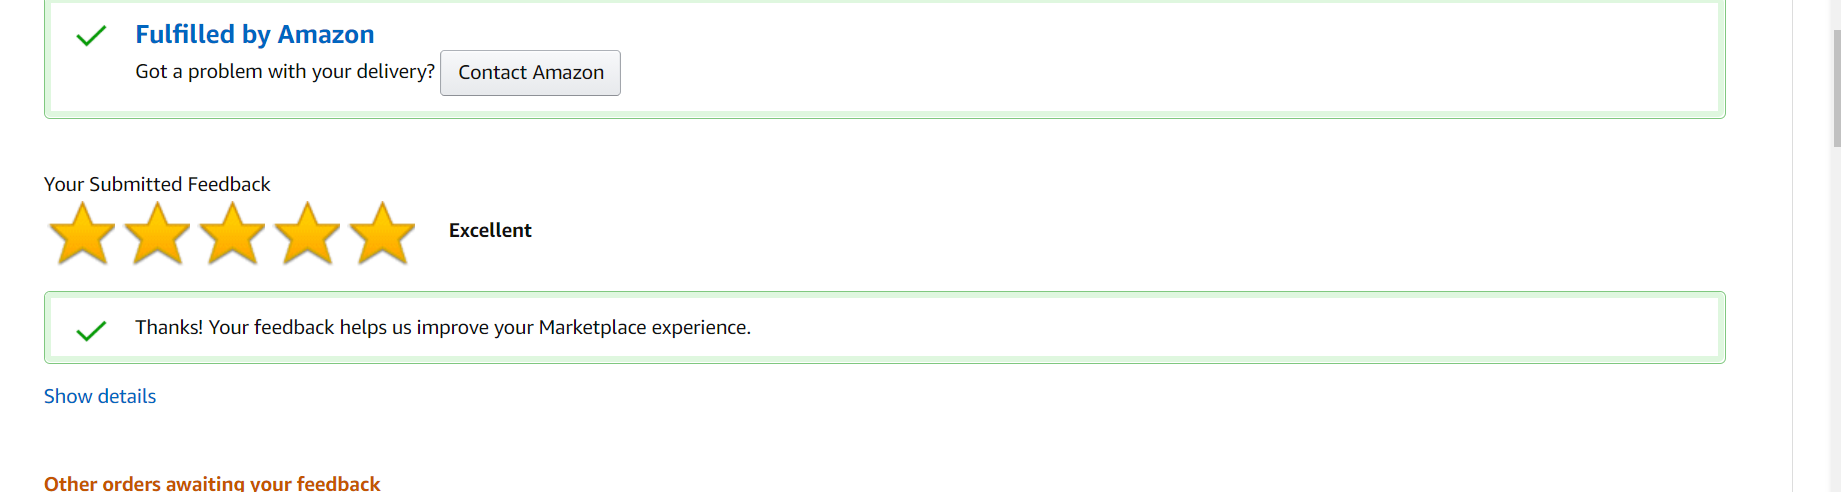 Fulfilled by Amazon
Got a problem with your delivery? Contact Amazon
Your Submitted Feedback
Excellent
Thanks! Your feedback helps us improve your Marketplace experience.
Show details
Other orders awaiting your feedback